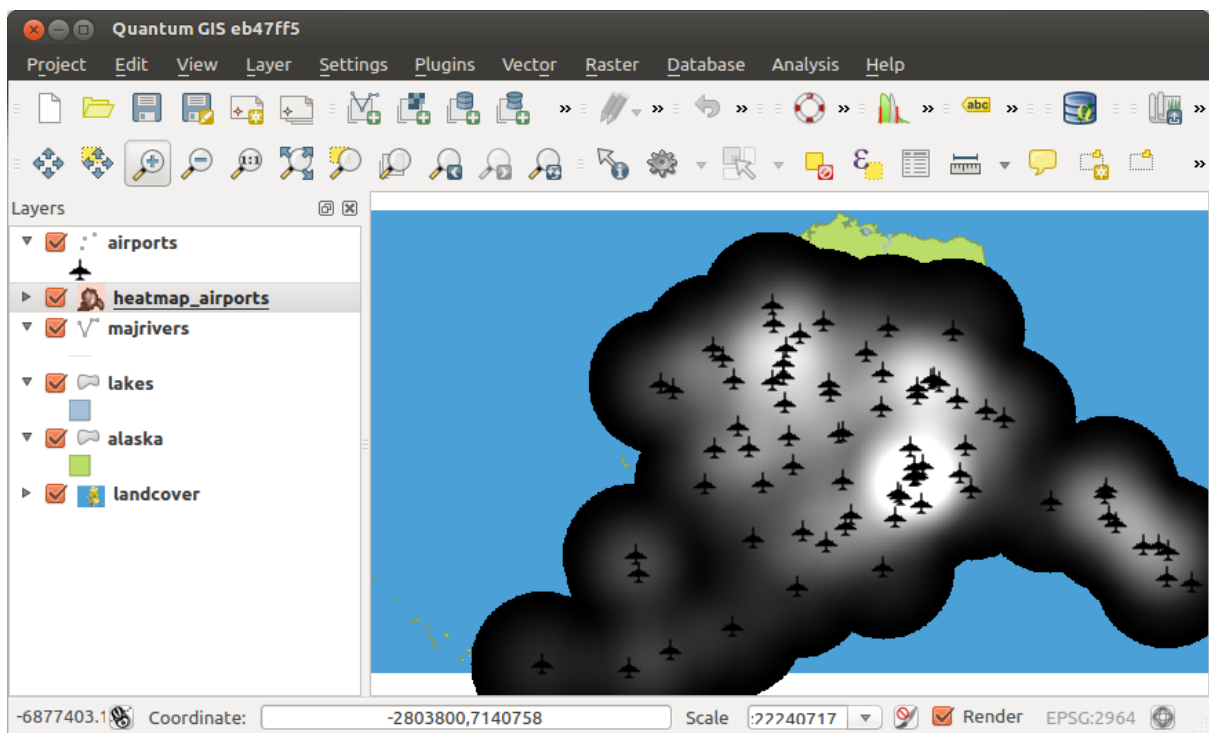 Quantum GIS eb47ff5
Project Edit View Layer Settings Plugins Vector Raster Database Analysis Help
» » » » » abc » »
1:1 ε »
Layers
airports
heatmap_airports
majrivers
lakes
alaska
landcover
-6877403.1 Coordinate: -2803800,7140758 Scale :22240717 Render EPSG:2964